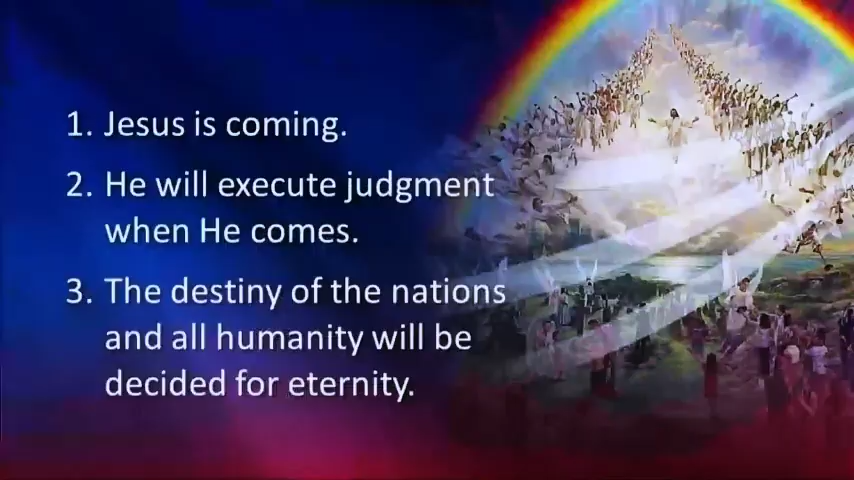 1. Jesus is coming.
2. He will execute judgment
when He comes.
3. The destiny of the nations
and all humanity will be
decided for eternity.